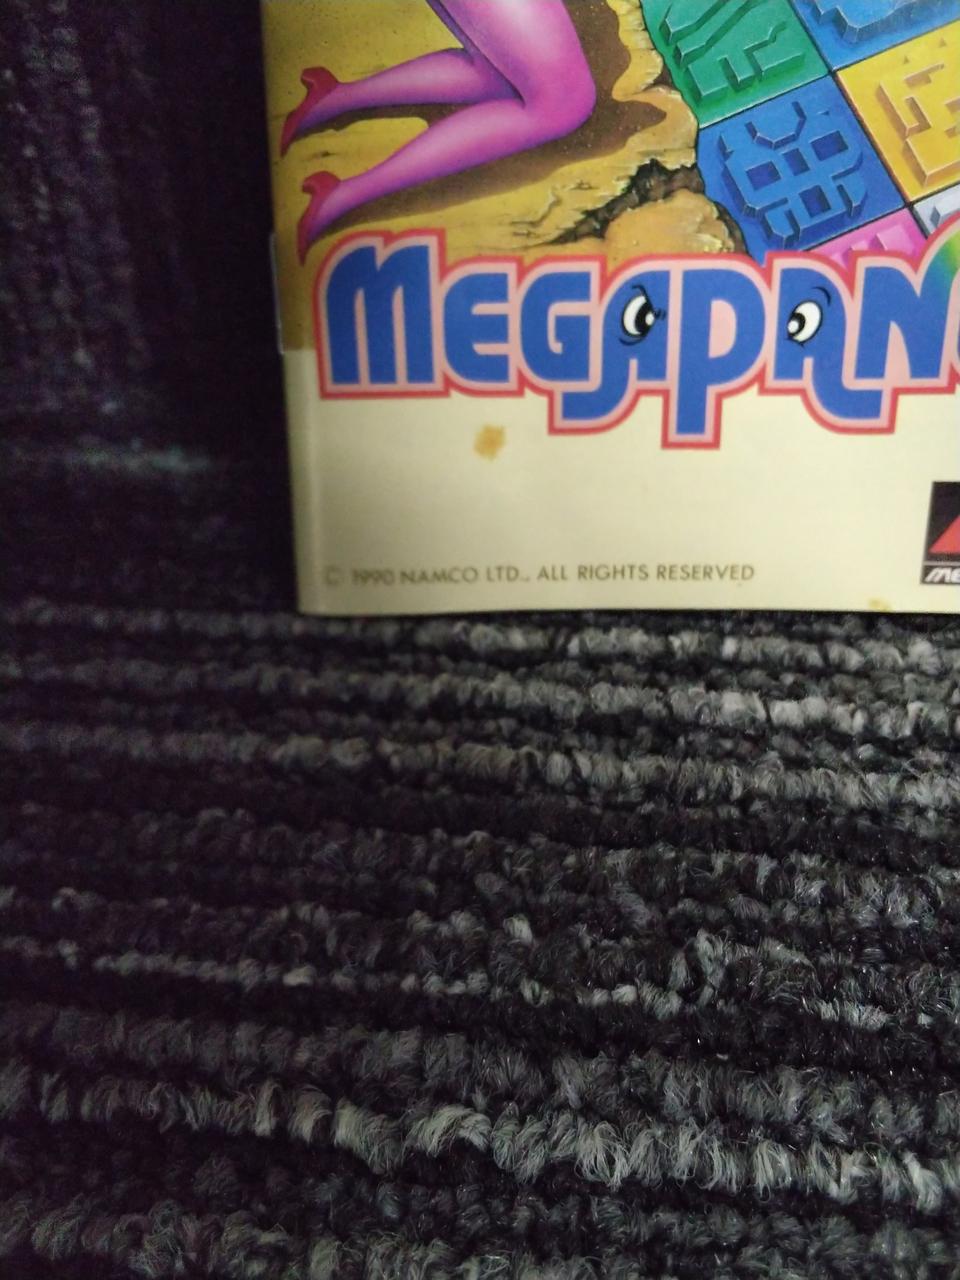 MEGAPAN
© 1990 NAMCO LTD., ALL RIGHTS RESERVED